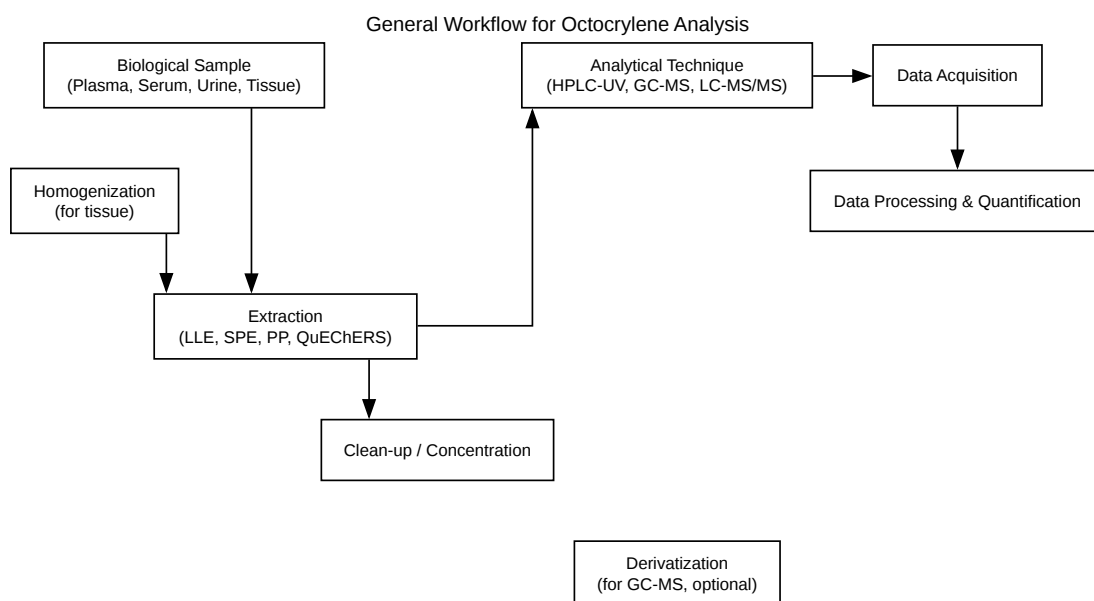 General Workflow for Octocrylene Analysis
Biological Sample
(Plasma, Serum, Urine, Tissue)
Analytical Technique
(HPLC-UV, GC-MS, LC-MS/MS)
Data Acquisition
Homogenization
(for tissue)
Data Processing & Quantification
Extraction
(LLE, SPE, PP, QuEChERS)
Clean-up / Concentration
Derivatization
(for GC-MS, optional)